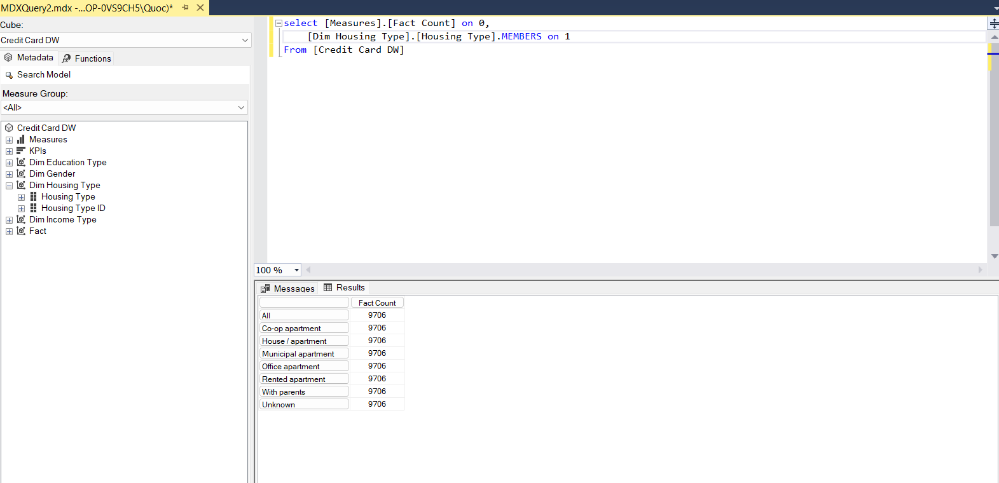 MDXQuery2.mdx -...OP-0VS9CH5\Quoc)*
Cube:
Credit Card DW
Metadata
Functions
Search Model
Measure Group:
<All>
Credit Card DW
Measures
KPIs
Dim Education Type
Dim Gender
Dim Housing Type
Housing Type
Housing Type ID
Dim Income Type
Fact
select [Measures].[Fact Count] on 0,
[Dim Housing Type].[Housing Type].MEMBERS on 1
From [Credit Card DW]
100 %
Messages
Results
Fact Count
All 9706
Co-op apartment 9706
House / apartment 9706
Municipal apartment 9706
Office apartment 9706
Rented apartment 9706
With parents 9706
Unknown 9706